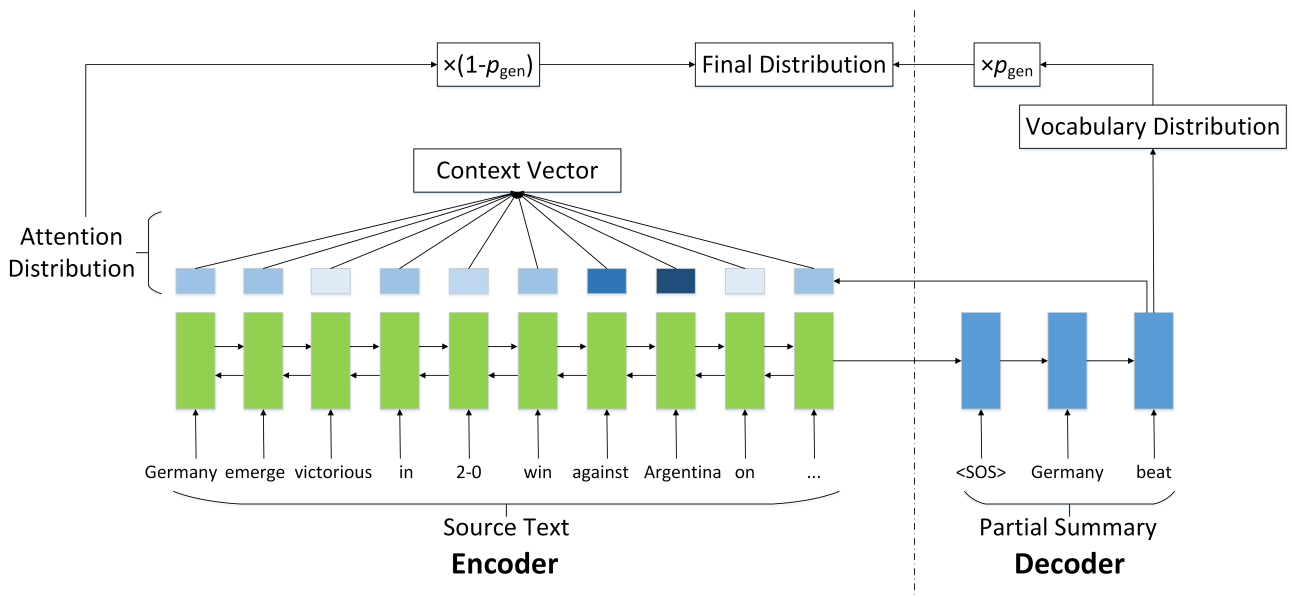 ×(1-pgen)
Final Distribution
×pgen
Vocabulary Distribution
Context Vector
Attention
Distribution
Germany emerge victorious in 2-0 win against Argentina on ...
<SOS> Germany beat
Source Text
Partial Summary
Encoder
Decoder